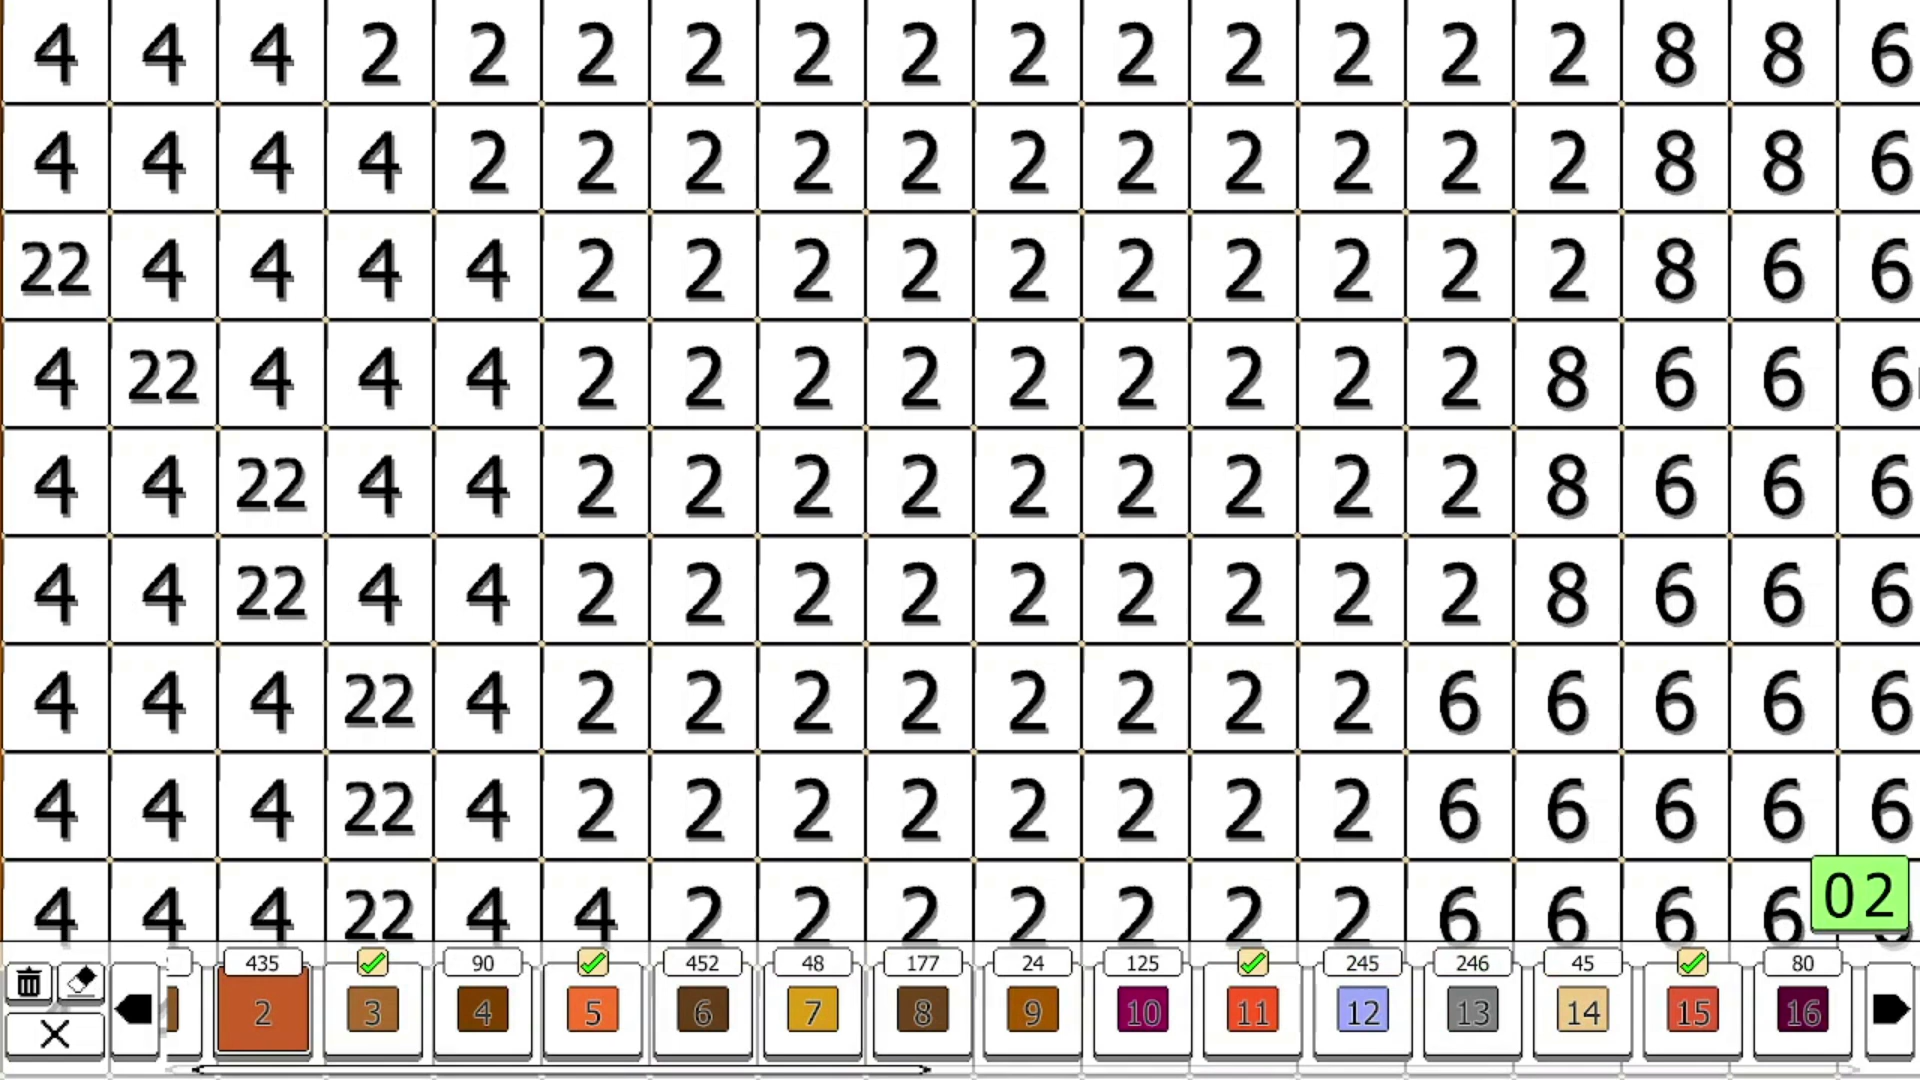 4 4 4 2 2 2 2 2 2 2 2 2 2 2 2 8 8 6
4 4 4 4 2 2 2 2 2 2 2 2 2 2 2 8 8 6
22 4 4 4 4 2 2 2 2 2 2 2 2 2 2 8 6 6
4 22 4 4 4 2 2 2 2 2 2 2 2 2 8 6 6 6
4 4 22 4 4 2 2 2 2 2 2 2 2 2 8 6 6 6
4 4 22 4 4 2 2 2 2 2 2 2 2 2 8 6 6 6
4 4 4 22 4 2 2 2 2 2 2 2 2 6 6 6 6 6
4 4 4 22 4 2 2 2 2 2 2 2 2 6 6 6 6 6
4 4 4 22 4 4 2 2 2 2 2 2 2 6 6 6 6
02
435 90 452 48 177 24 125 245 246 45 80
2 3 4 5 6 7 8 9 10 11 12 13 14 15 16